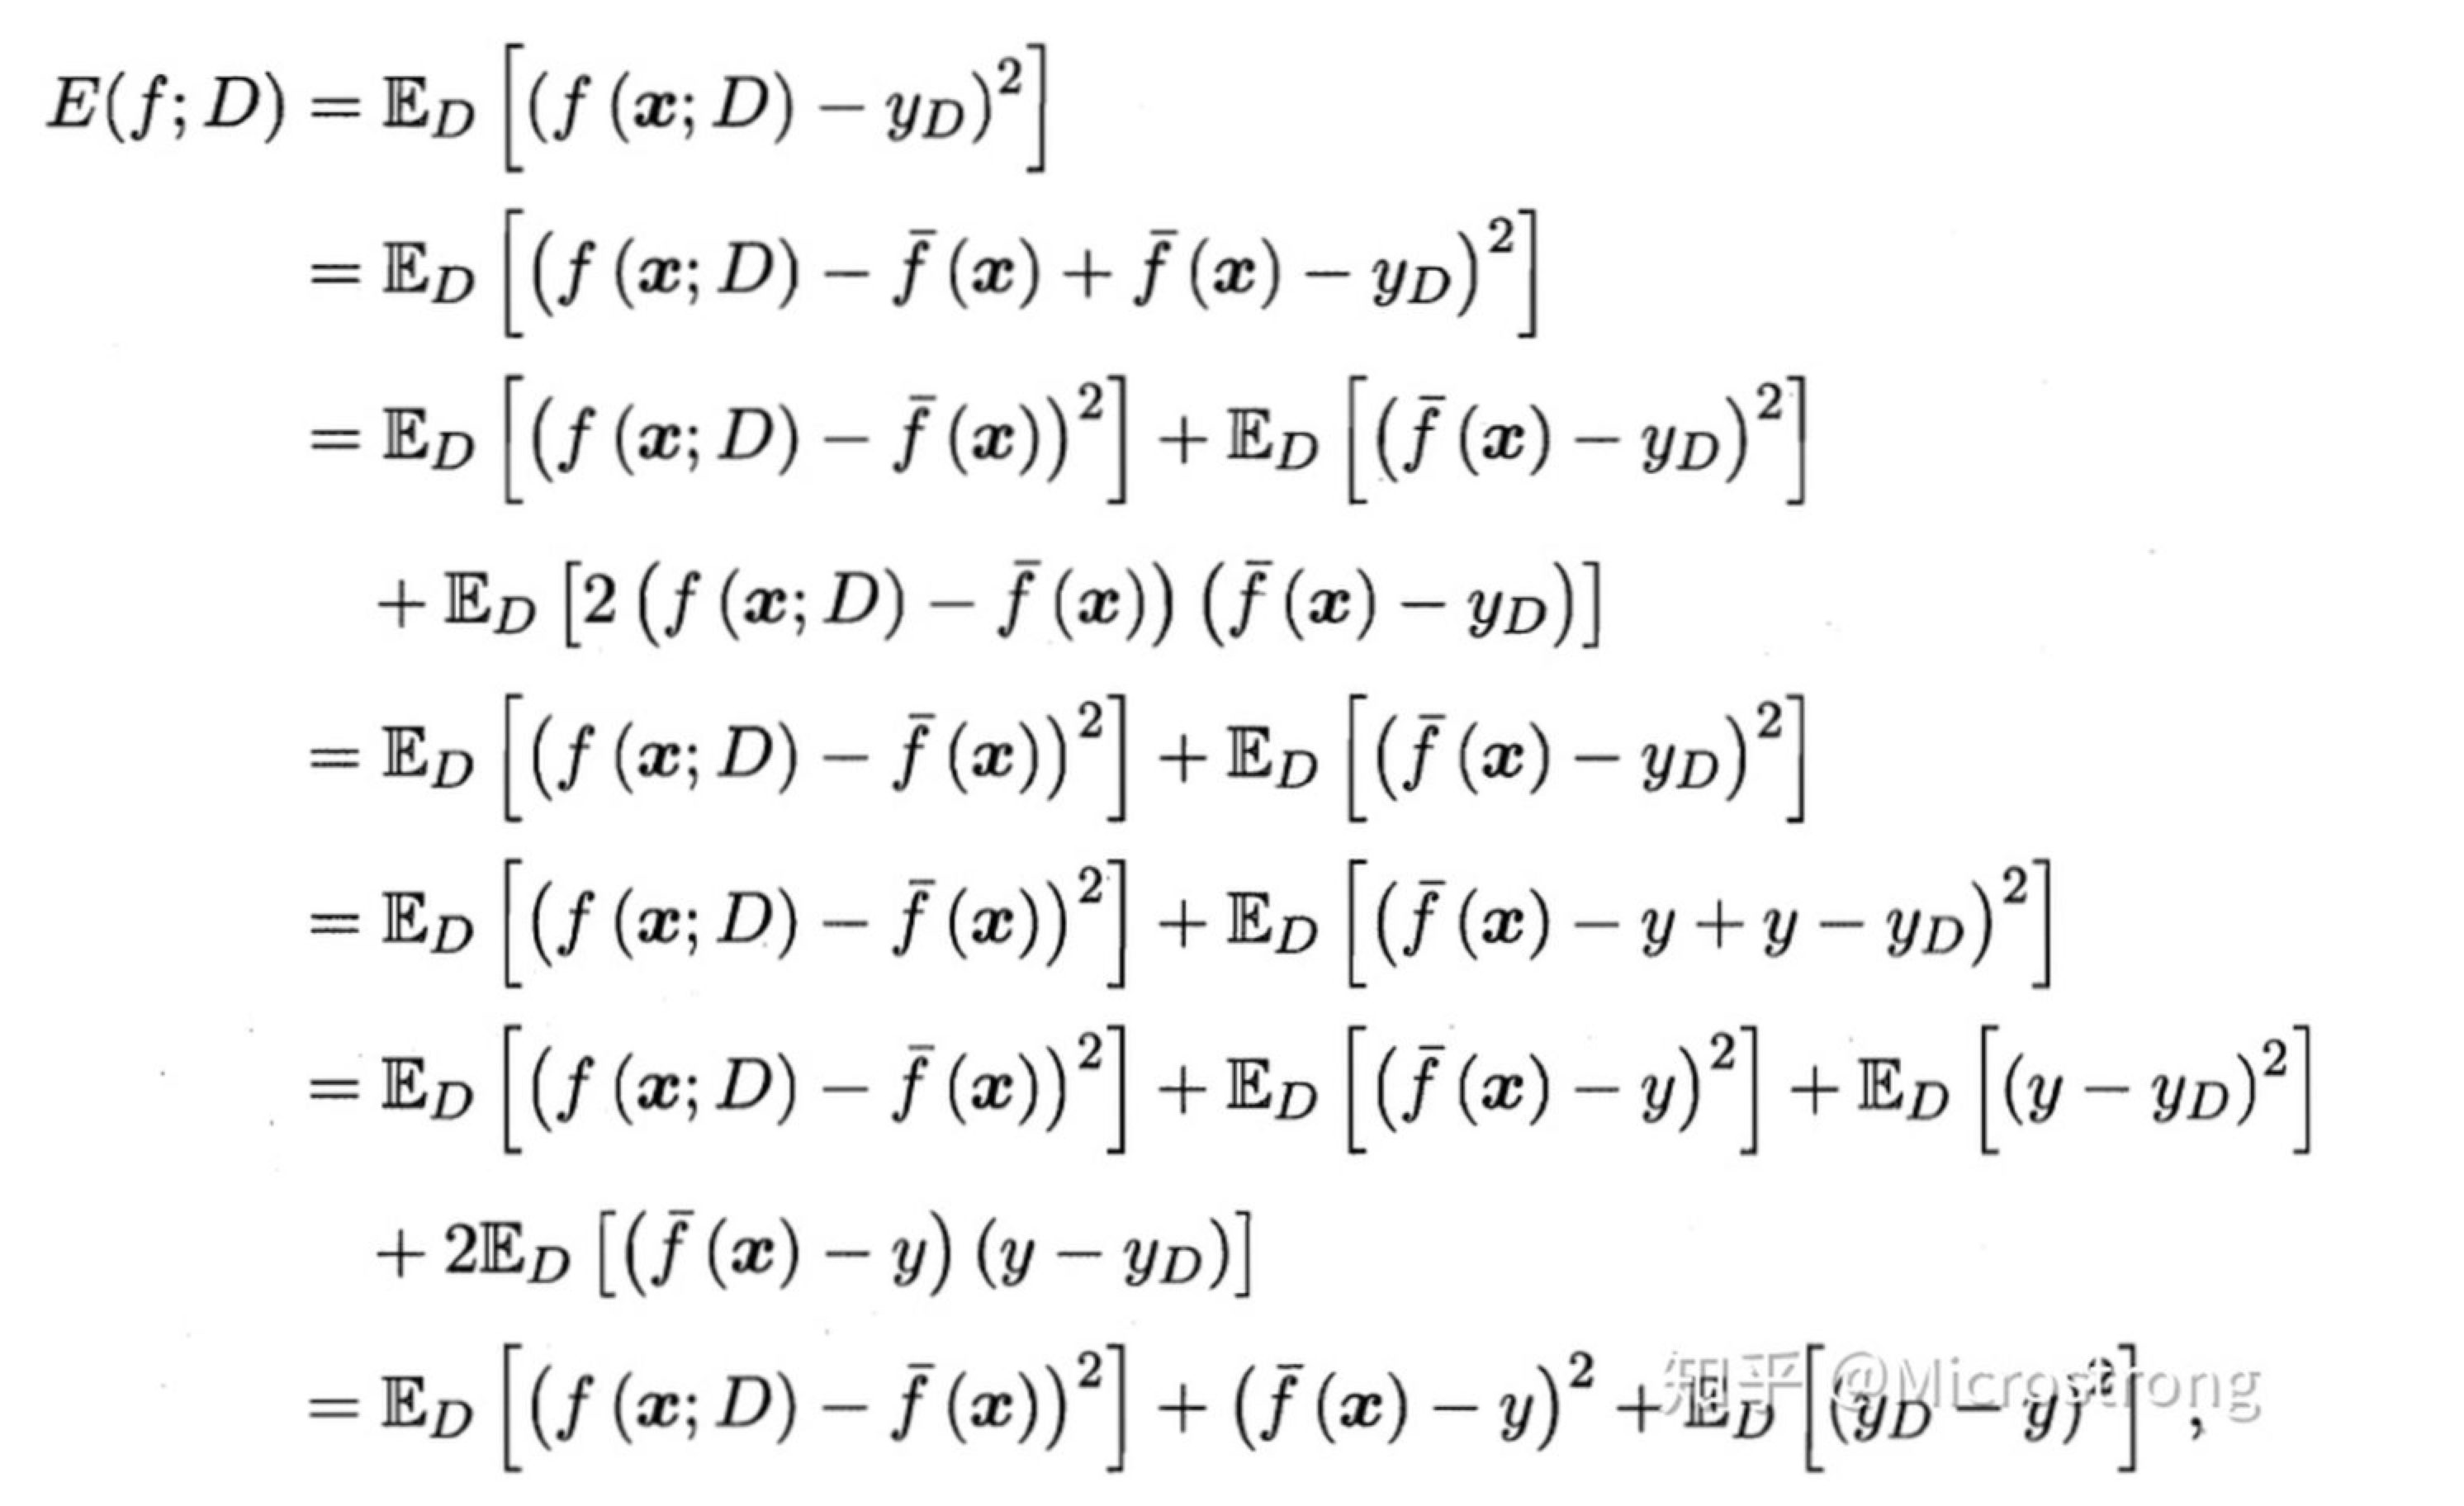 E(f; D) = 𝔼_D [(f (𝒙; D) − y_D)²]
= 𝔼_D [(f (𝒙; D) − f̄ (𝒙) + f̄ (𝒙) − y_D)²]
= 𝔼_D [(f (𝒙; D) − f̄ (𝒙))²] + 𝔼_D [(f̄ (𝒙) − y_D)²]
+ 𝔼_D [2 (f (𝒙; D) − f̄ (𝒙)) (f̄ (𝒙) − y_D)]
= 𝔼_D [(f (𝒙; D) − f̄ (𝒙))²] + 𝔼_D [(f̄ (𝒙) − y_D)²]
= 𝔼_D [(f (𝒙; D) − f̄ (𝒙))²] + 𝔼_D [(f̄ (𝒙) − y + y − y_D)²]
= 𝔼_D [(f (𝒙; D) − f̄ (𝒙))²] + 𝔼_D [(f̄ (𝒙) − y)²] + 𝔼_D [(y − y_D)²]
+ 2𝔼_D [(f̄ (𝒙) − y) (y − y_D)]
= 𝔼_D [(f (𝒙; D) − f̄ (𝒙))²] + (f̄ (𝒙) − y)² + 𝔼_D [(y_D − y)²] ,
知乎 @Microstrong